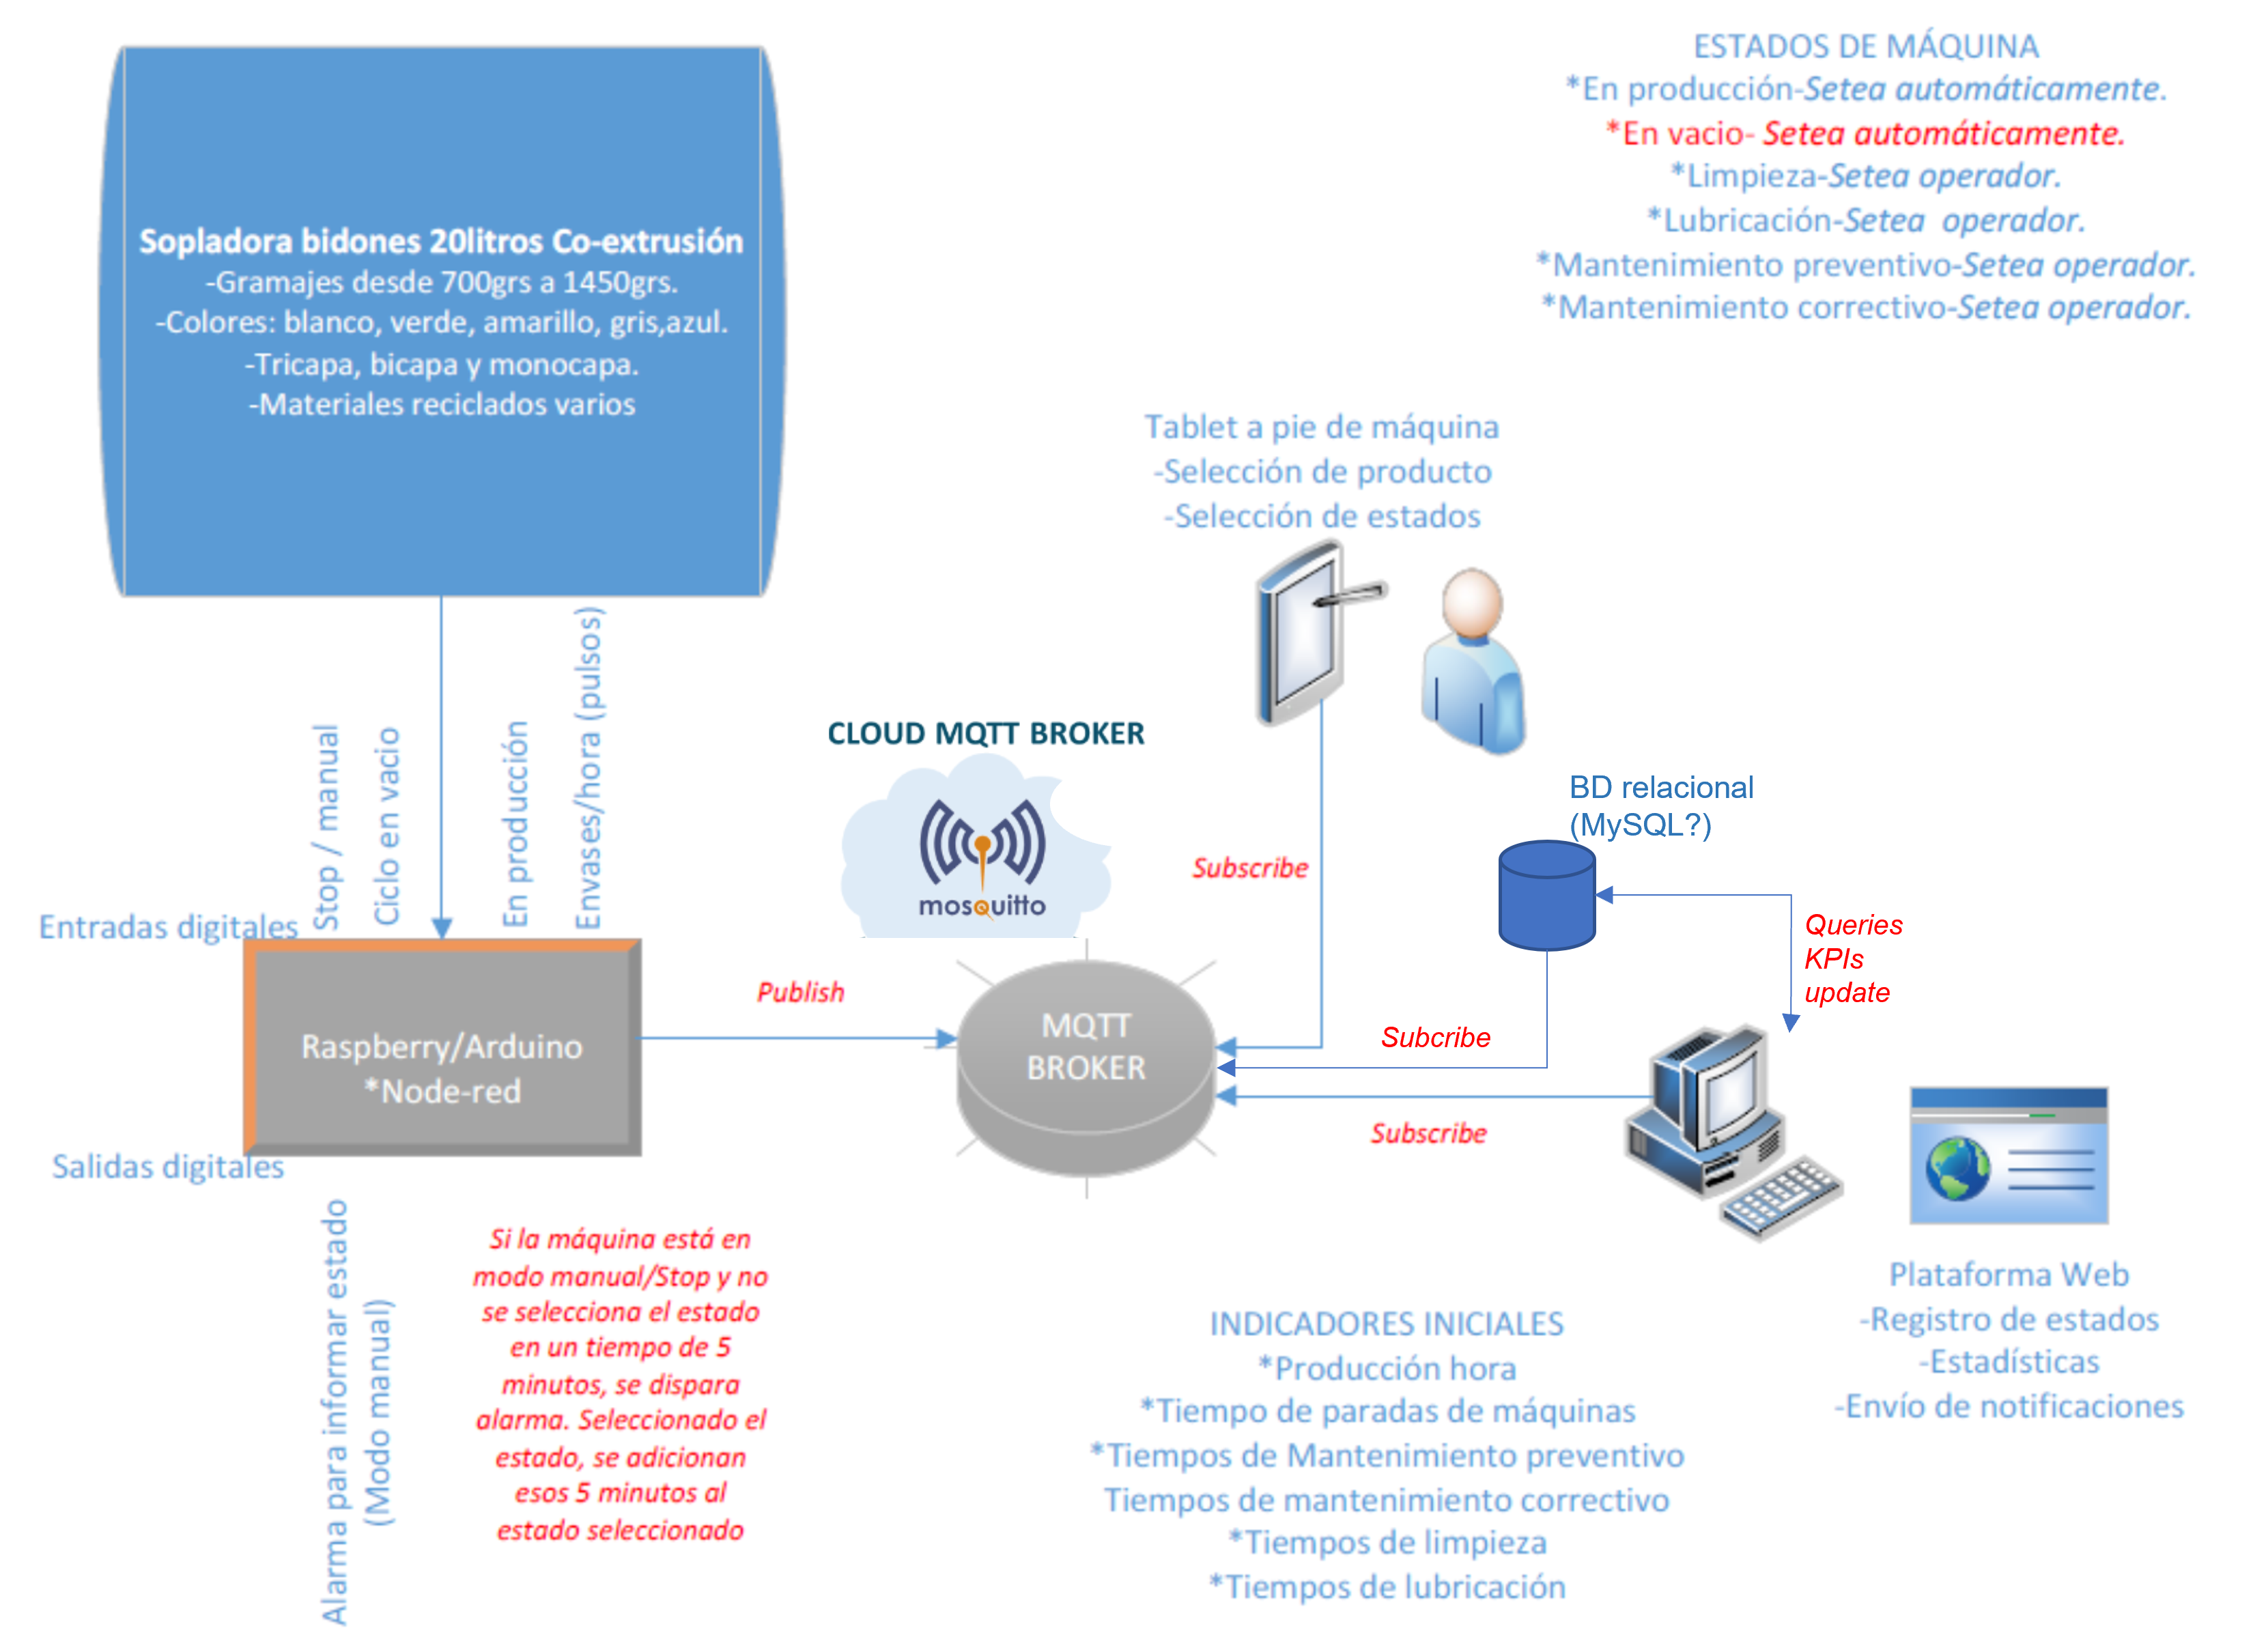 ESTADOS DE MÁQUINA
*En producción-Setea automáticamente.
*En vacio- Setea automáticamente.
*Limpieza-Setea operador.
*Lubricación-Setea operador.
*Mantenimiento preventivo-Setea operador.
*Mantenimiento correctivo-Setea operador.
Sopladora bidones 20litros Co-extrusión
-Gramajes desde 700grs a 1450grs.
-Colores: blanco, verde, amarillo, gris,azul.
-Tricapa, bicapa y monocapa.
-Materiales reciclados varios
Tablet a pie de máquina
-Selección de producto
-Selección de estados
Stop / manual
Ciclo en vacio
En producción
Envases/hora (pulsos)
CLOUD MQTT BROKER
mosquitto
BD relacional
(MySQL?)
Subscribe
Entradas digitales
Queries
KPIs
update
Publish
Raspberry/Arduino
*Node-red
MQTT
BROKER
Subcribe
Subscribe
Salidas digitales
Alarma para informar estado
(Modo manual)
Si la máquina está en
modo manual/Stop y no
se selecciona el estado
en un tiempo de 5
minutos, se dispara
alarma. Seleccionado el
estado, se adicionan
esos 5 minutos al
estado seleccionado
INDICADORES INICIALES
*Producción hora
*Tiempo de paradas de máquinas
*Tiempos de Mantenimiento preventivo
Tiempos de mantenimiento correctivo
*Tiempos de limpieza
*Tiempos de lubricación
Plataforma Web
-Registro de estados
-Estadísticas
-Envío de notificaciones